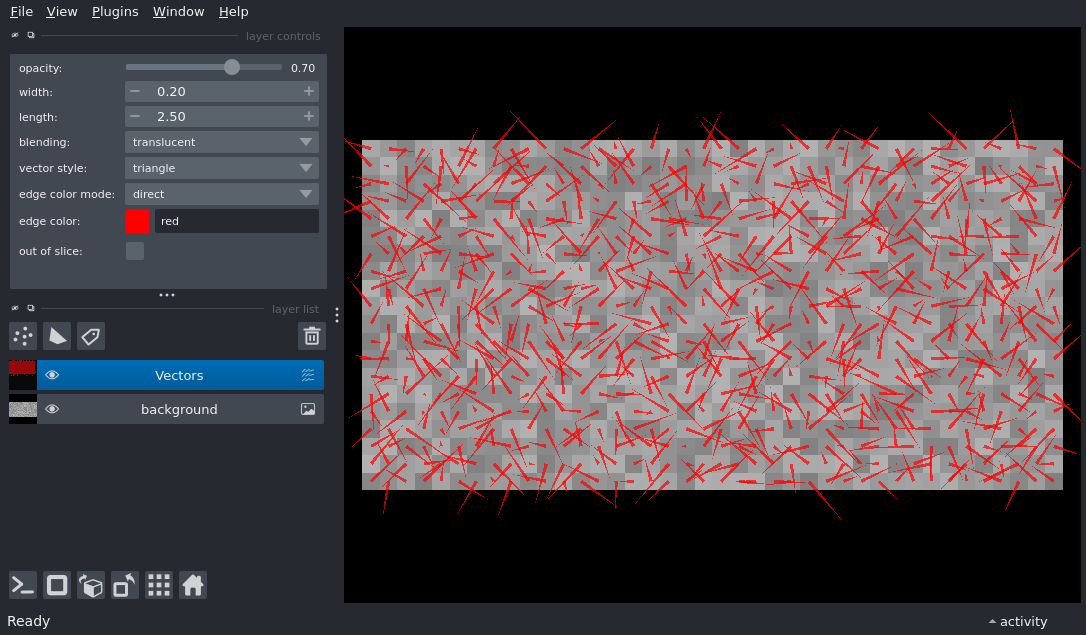 File View Plugins Window Help
layer controls
opacity: 0.70
width: − 0.20 +
length: − 2.50 +
blending: translucent
vector style: triangle
edge color mode: direct
edge color: red
out of slice:
layer list
Vectors
background
Ready
activity